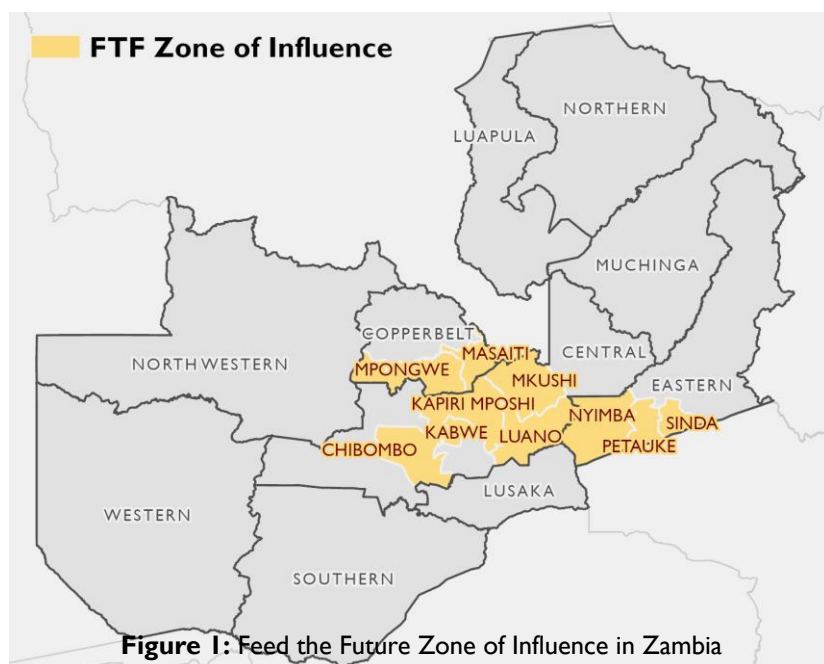 FTF Zone of Influence
NORTHERN
LUAPULA
MUCHINGA
COPPERBELT
MASAITI
CENTRAL
NORTHWESTERN
MPONGWE
MKUSHI
EASTERN
KAPIRI MPOSHI
NYIMBA
SINDA
KABWE
LUANO
CHIBOMBO
PETAUKE
LUSAKA
WESTERN
SOUTHERN
Figure 1: Feed the Future Zone of Influence in Zambia